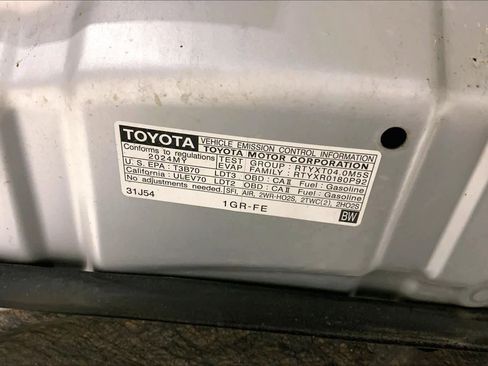 TOYOTA VEHICLE EMISSION CONTROL INFORMATION
Conforms to regulations TOYOTA MOTOR CORPORATION
2024MY TEST GROUP : RTYXT04.0M5S
EVAP FAMILY : RTYXR0180P92
U.S. EPA : T3B70 LDT3 OBD : CAⅡ Fuel : Gasoline
California : ULEV70 LDT2 OBD : CAⅡ Fuel : Gasoline
No adjustments needed. SFI, AIR, 2WR-HO2S, 2TWC(2), 2HO2S
31J54 1GR-FE BW